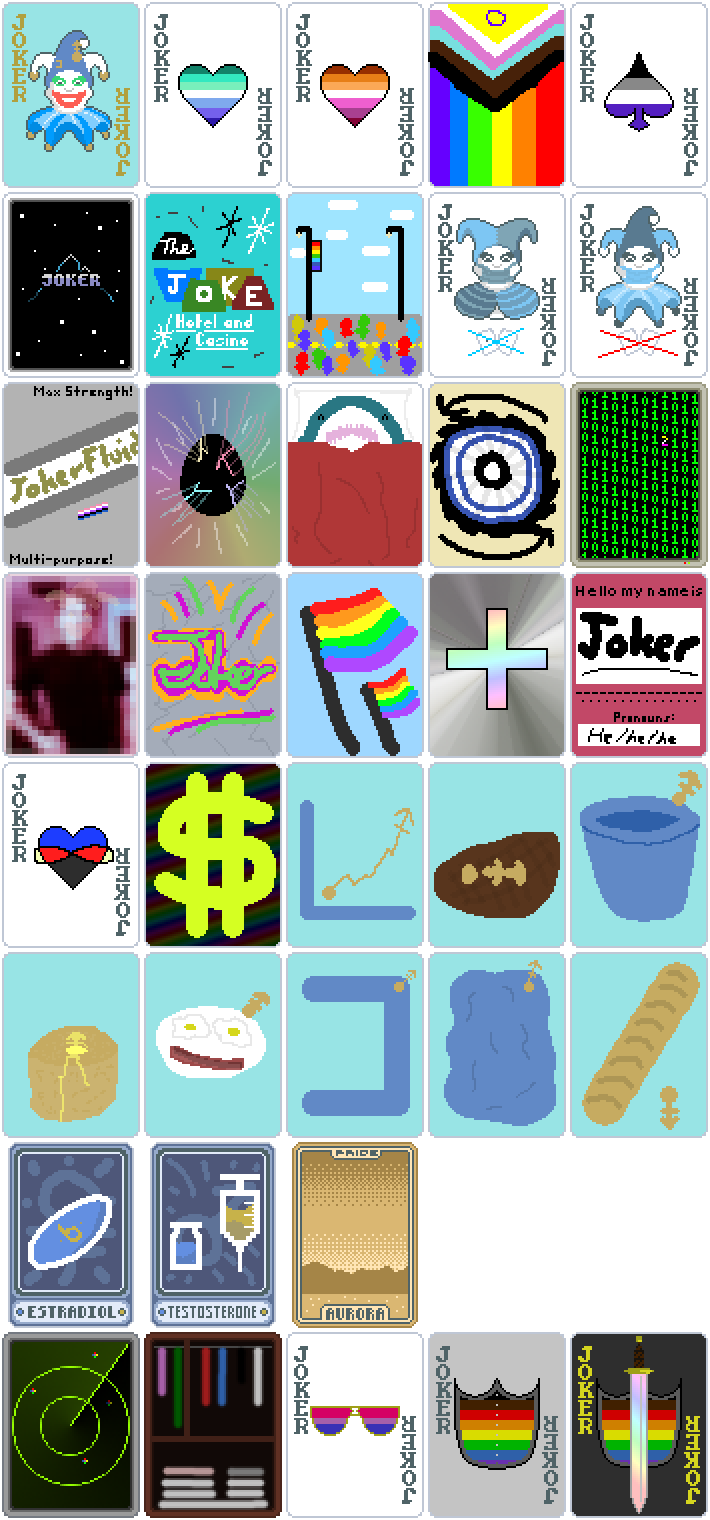 JOKER
JOKER
JOKER
JOKER
JOKER
JOKER
JOKER
JOKER
JOKER
The
JOKE
Hotel and
Casino
JOKER
JOKER
JOKER
JOKER
Max Strength!
JokerFluid
Multi-purpose!
Joker
Hello my name is
Joker
Pronouns:
He/he/he
JOKER
JOKER
$
ESTRADIOL
TESTOSTERONE
PRIDE
AURORA
JOKER
JOKER
JOKER
JOKER
JOKER
JOKER